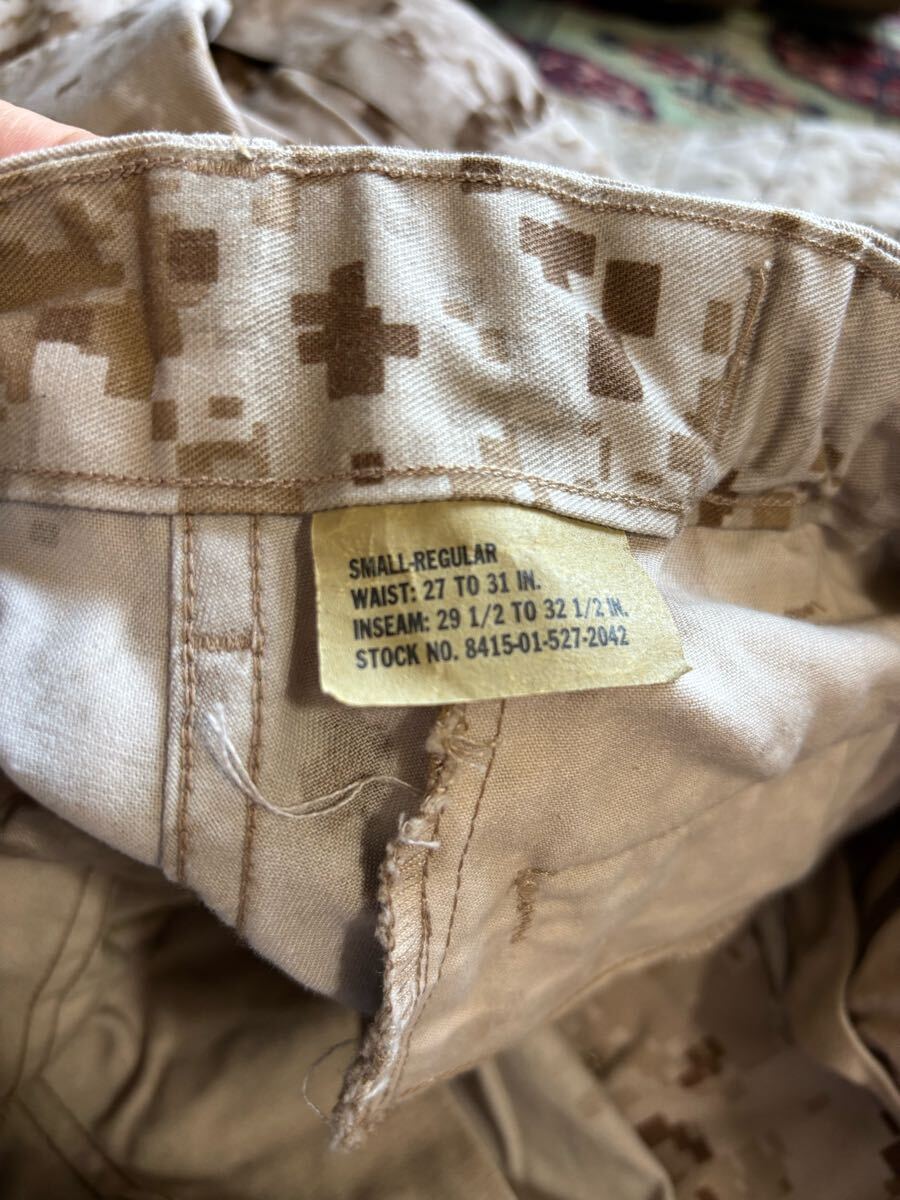 SMALL-REGULAR
WAIST: 27 TO 31 IN.
INSEAM: 29 1/2 TO 32 1/2 IN.
STOCK NO. 8415-01-527-2042